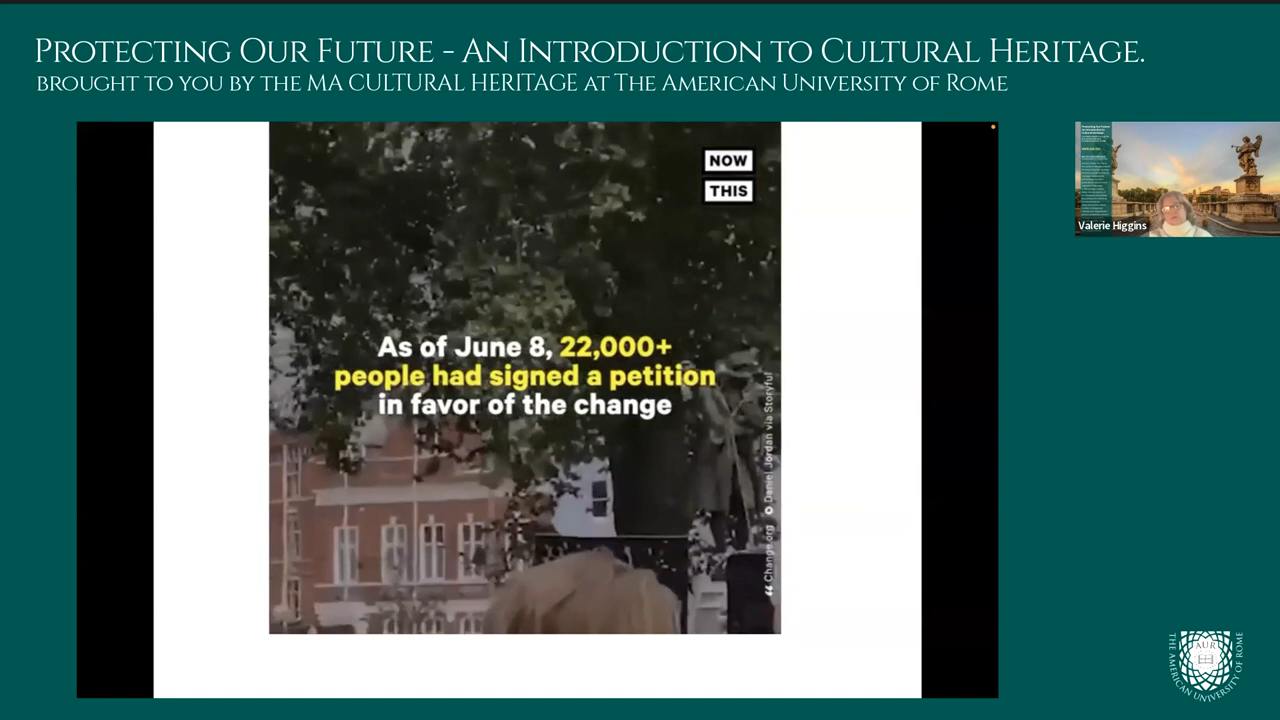 PROTECTING OUR FUTURE - AN INTRODUCTION TO CULTURAL HERITAGE.
BROUGHT TO YOU BY THE MA CULTURAL HERITAGE AT THE AMERICAN UNIVERSITY OF ROME
NOW
THIS
As of June 8, 22,000+
people had signed a petition
in favor of the change
Change.org Daniel Jordan via Storyful
Valerie Higgins
AUR
THE AMERICAN UNIVERSITY OF ROME